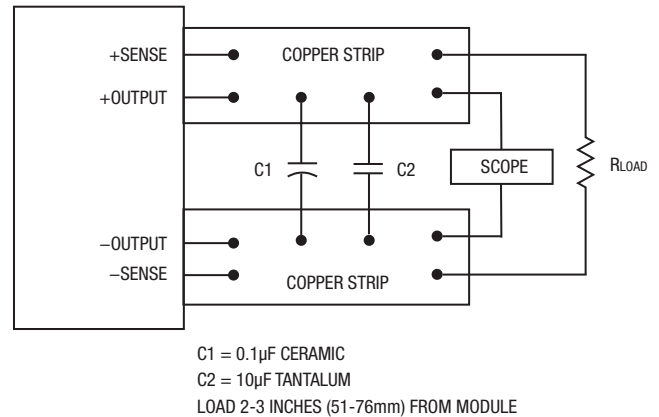 +SENSE
COPPER STRIP
+OUTPUT
C1
C2
SCOPE
RLOAD
–OUTPUT
–SENSE
COPPER STRIP
C1 = 0.1µF CERAMIC
C2 = 10µF TANTALUM
LOAD 2-3 INCHES (51-76mm) FROM MODULE